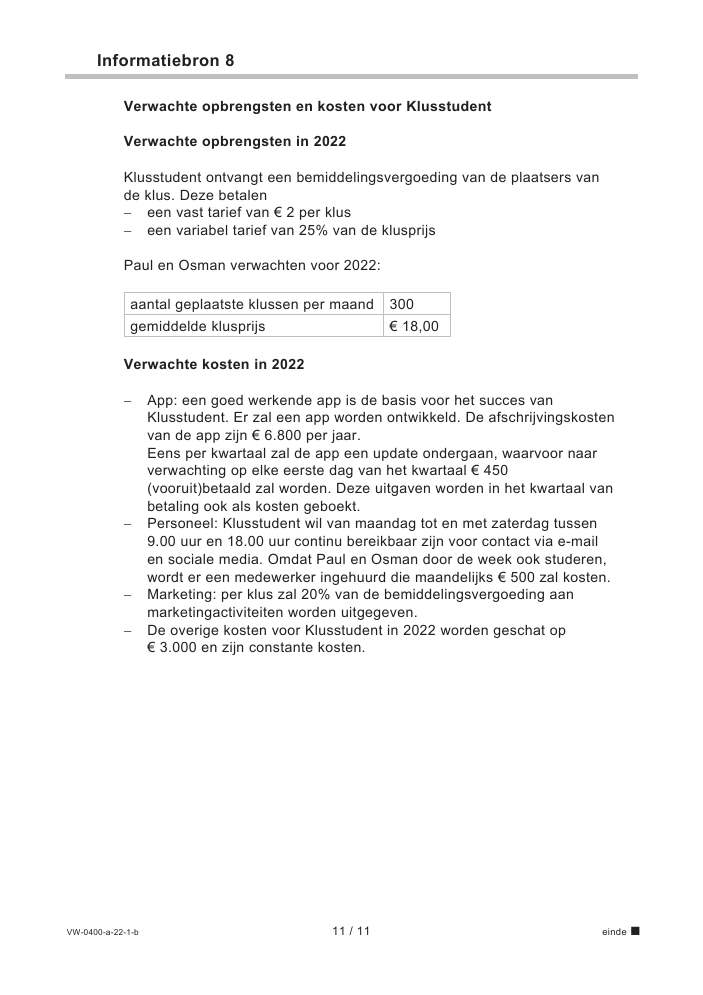 Informatiebron 8
Verwachte opbrengsten en kosten voor Klusstudent
Verwachte opbrengsten in 2022
Klusstudent ontvangt een bemiddelingsvergoeding van de plaatsers van
de klus. Deze betalen
– een vast tarief van € 2 per klus
– een variabel tarief van 25% van de klusprijs
Paul en Osman verwachten voor 2022:
aantal geplaatste klussen per maand 300
gemiddelde klusprijs € 18,00
Verwachte kosten in 2022
– App: een goed werkende app is de basis voor het succes van
Klusstudent. Er zal een app worden ontwikkeld. De afschrijvingskosten
van de app zijn € 6.800 per jaar.
Eens per kwartaal zal de app een update ondergaan, waarvoor naar
verwachting op elke eerste dag van het kwartaal € 450
(vooruit)betaald zal worden. Deze uitgaven worden in het kwartaal van
betaling ook als kosten geboekt.
– Personeel: Klusstudent wil van maandag tot en met zaterdag tussen
9.00 uur en 18.00 uur continu bereikbaar zijn voor contact via e-mail
en sociale media. Omdat Paul en Osman door de week ook studeren,
wordt er een medewerker ingehuurd die maandelijks € 500 zal kosten.
– Marketing: per klus zal 20% van de bemiddelingsvergoeding aan
marketingactiviteiten worden uitgegeven.
– De overige kosten voor Klusstudent in 2022 worden geschat op
€ 3.000 en zijn constante kosten.
VW-0400-a-22-1-b 11 / 11 einde ■